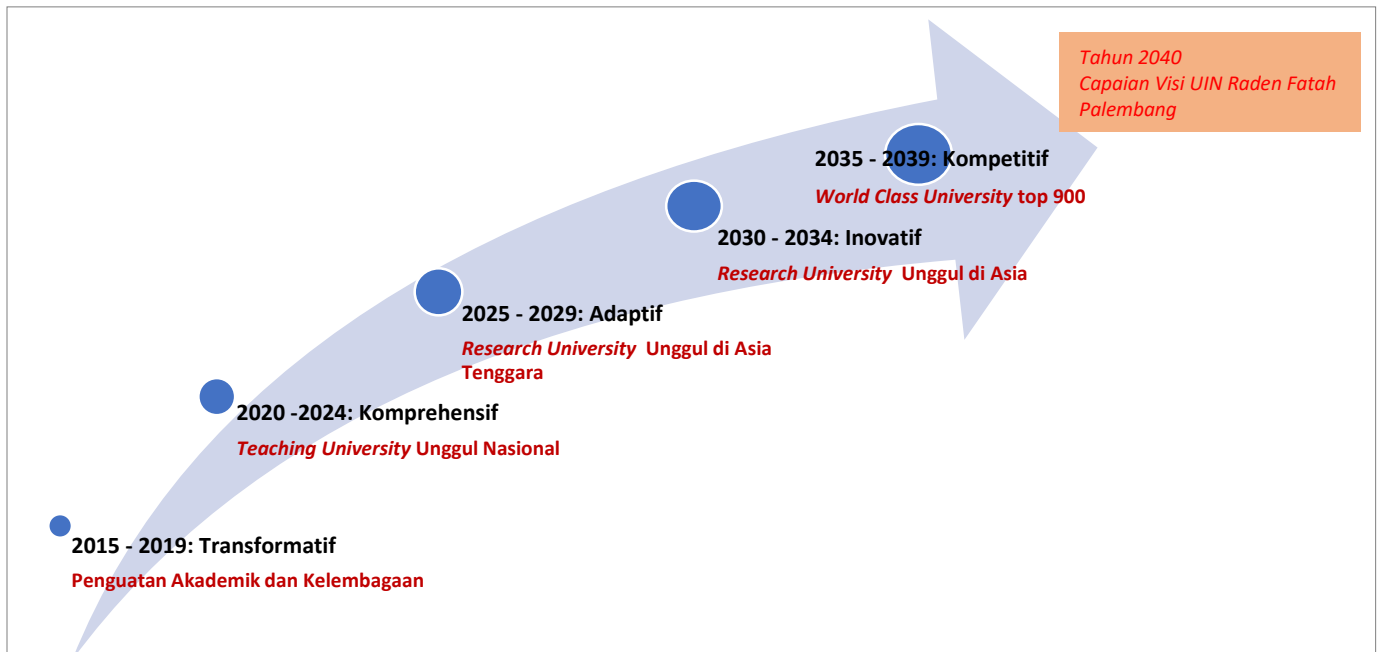 Tahun 2040
Capaian Visi UIN Raden Fatah
Palembang
2035 - 2039: Kompetitif
World Class University top 900
2030 - 2034: Inovatif
Research University Unggul di Asia
2025 - 2029: Adaptif
Research University Unggul di Asia
Tenggara
2020 -2024: Komprehensif
Teaching University Unggul Nasional
2015 - 2019: Transformatif
Penguatan Akademik dan Kelembagaan